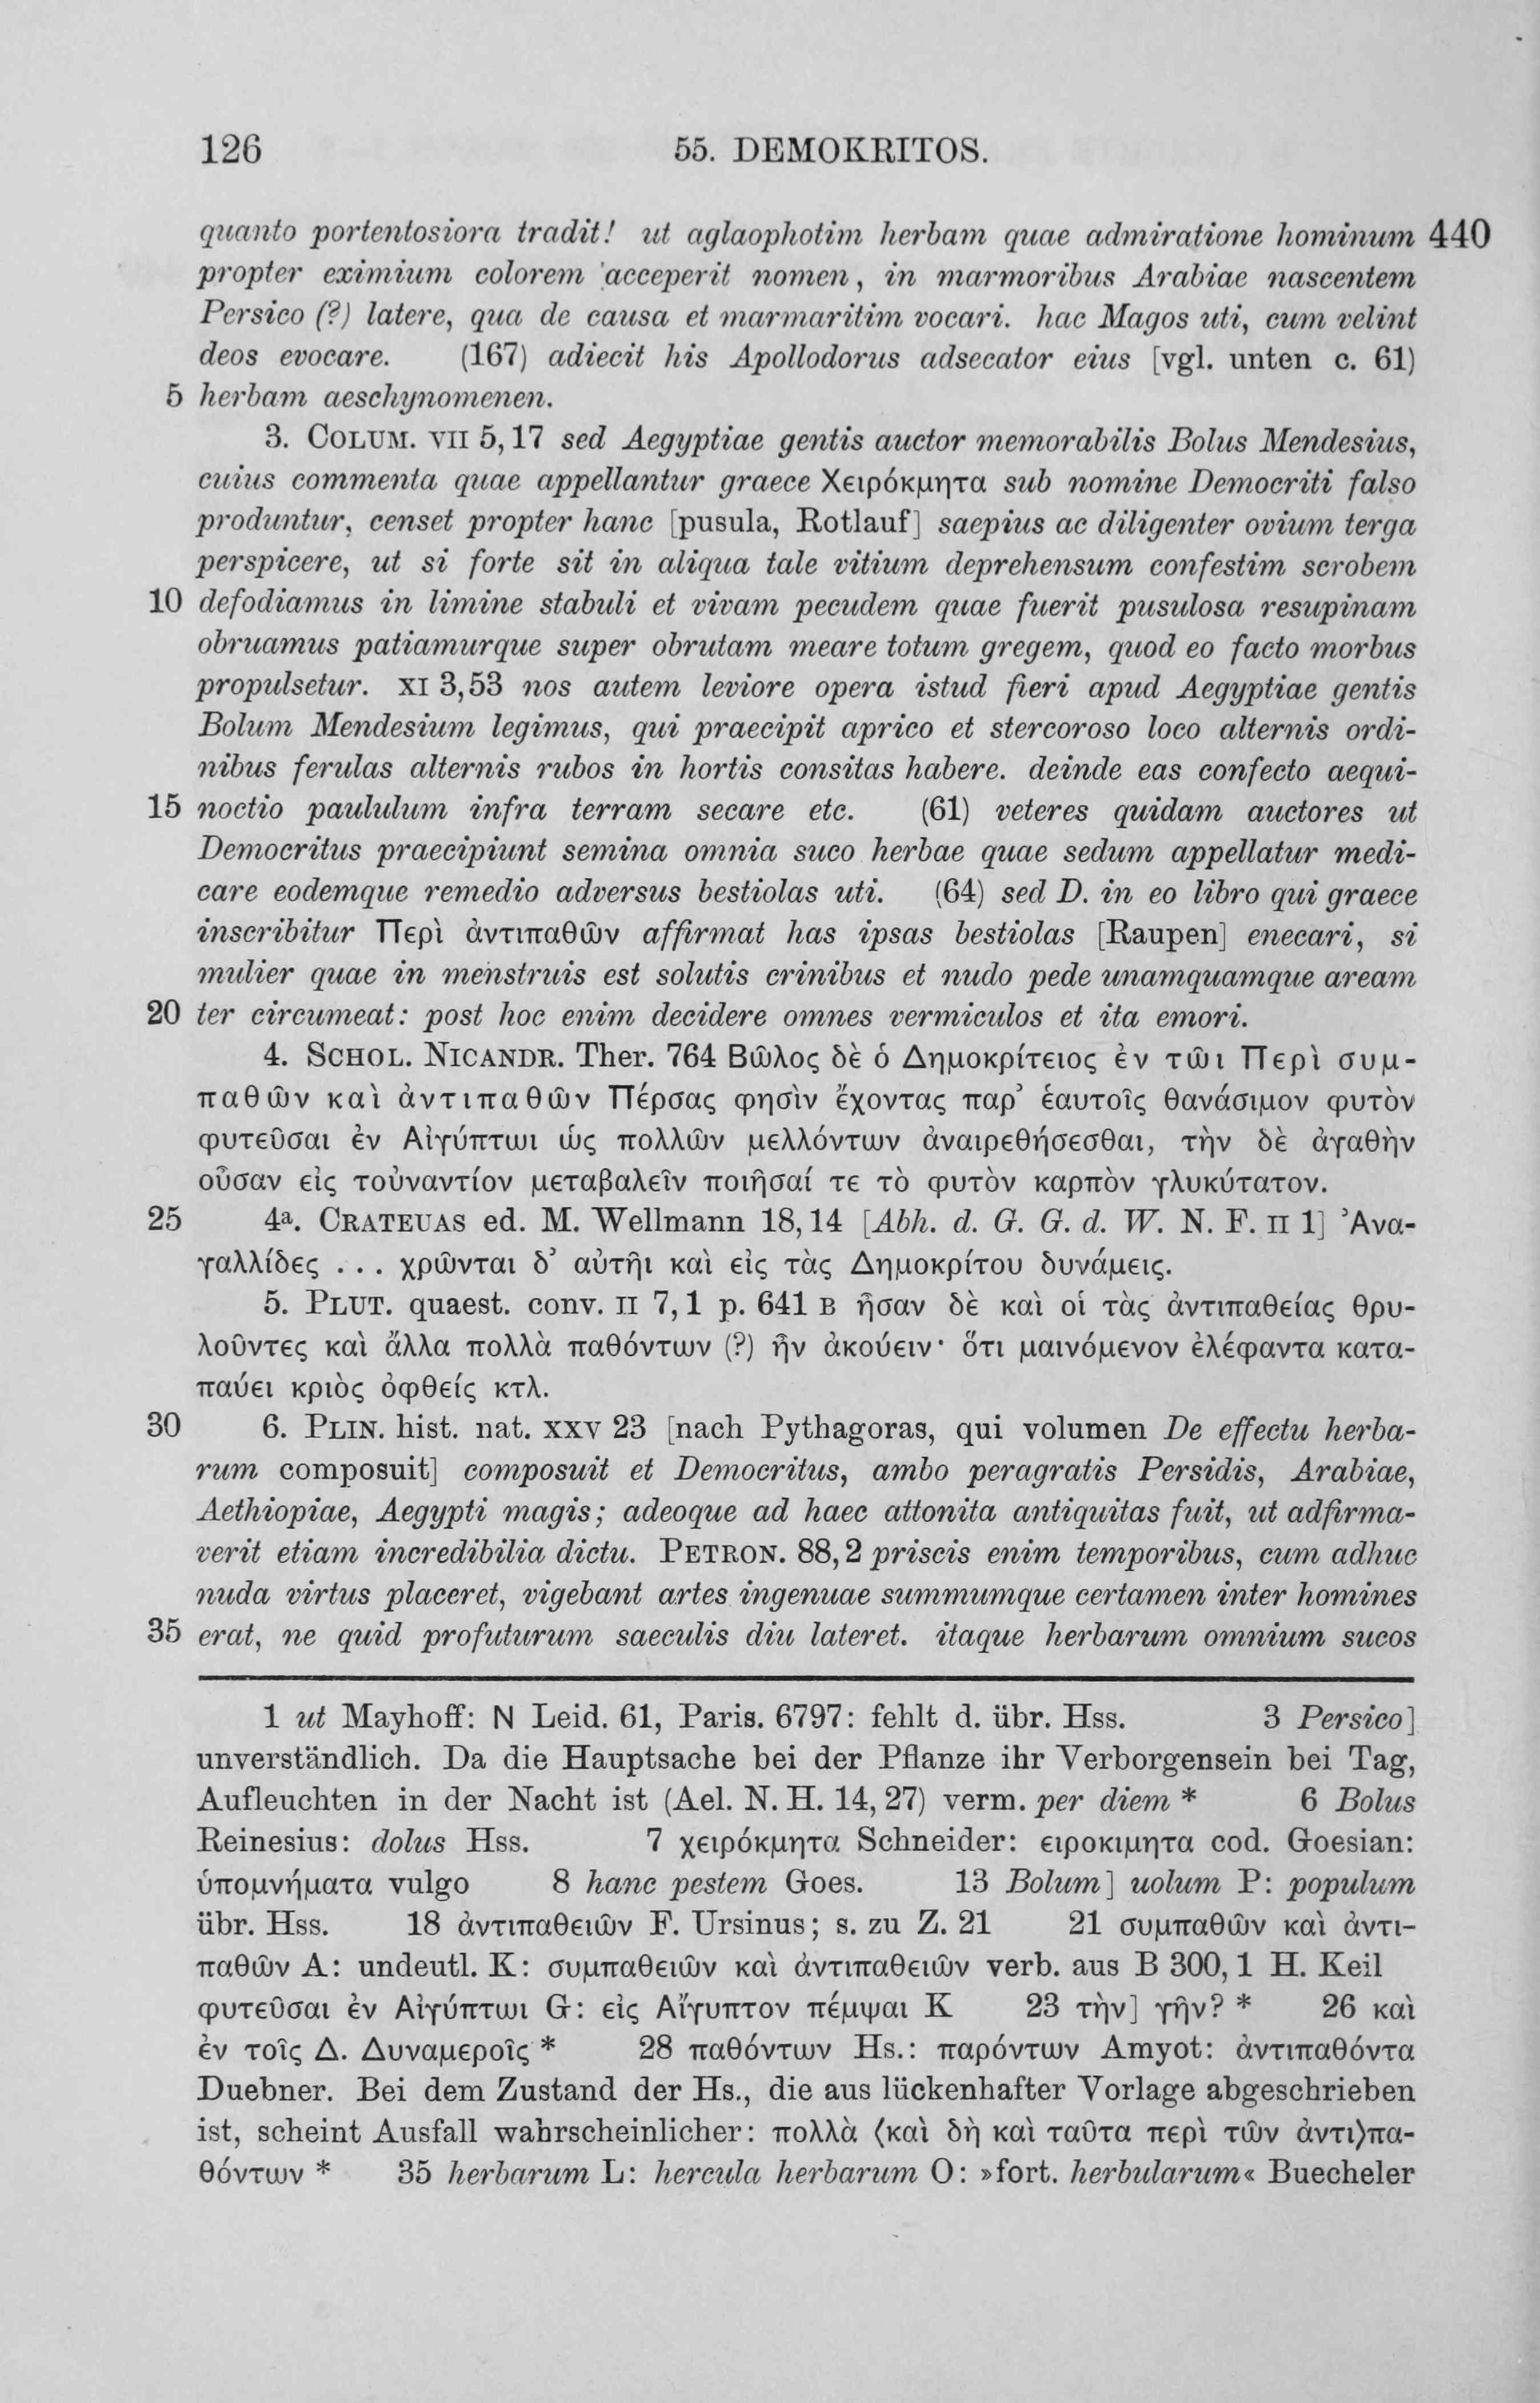 126
55. DEMOKRITOS.
quanto portentosiora tradit! ut aglaophotim herbam quae admiratione hominum 440
propter eximium colorem acceperit nomen, in marmoribus Arabiae nascentem
Persico (?) latere, qua de causa et marmaritim vocari. hac Magos uti, cum velint
deos evocare. (167) adiecit his Apollodorus adsecator eius [vgl. unten c. 61)
5 herbam aeschynomenen.
3. COLUM. VII 5,17 sed Aegyptiae gentis auctor memorabilis Bolus Mendesius,
cuius commenta quae appellantur graece Χειρόκμητα sub nomine Democriti falso
produntur, censet propter hanc [pusula, Rotlauf] saepius ac diligenter ovium terga
perspicere, ut si forte sit in aliqua tale vitium deprehensum confestim scrobem
10 defodiamus in limine stabuli et vivam pecudem quae fuerit pusulosa resupinam
obruamus patiamurque super obrutam meare totum gregem, quod eo facto morbus
propulsetur. XI 3,53 nos autem leviore opera istud fieri apud Aegyptiae gentis
Bolum Mendesium legimus, qui praecipit aprico et stercoroso loco alternis ordi-
nibus ferulas alternis rubos in hortis consitas habere. deinde eas confecto aequi-
15 noctio paululum infra terram secare etc. (61) veteres quidam auctores ut
Democritus praecipiunt semina omnia suco herbae quae sedum appellatur medi-
care eodemque remedio adversus bestiolas uti. (64) sed D. in eo libro qui graece
inscribitur Περὶ ἀντιπαθῶν affirmat has ipsas bestiolas [Raupen] enecari, si
mulier quae in menstruis est solutis crinibus et nudo pede unamquamque aream
20 ter circumeat: post hoc enim decidere omnes vermiculos et ita emori.
4. SCHOL. NICANDR. Ther. 764 Βῶλος δὲ ὁ Δημοκρίτειος ἐν τῶι Περὶ συμ-
παθῶν καὶ ἀντιπαθῶν Πέρσας φησὶν ἔχοντας παρ’ ἑαυτοῖς θανάσιμον φυτὸν
φυτεῦσαι ἐν Αἰγύπτωι ὡς πολλῶν μελλόντων ἀναιρεθήσεσθαι, τὴν δὲ ἀγαθὴν
οὖσαν εἰς τοὐναντίον μεταβαλεῖν ποιῆσαί τε τὸ φυτὸν καρπὸν γλυκύτατον.
25 4a. CRATEUAS ed. M. Wellmann 18,14 [Abh. d. G. G. d. W. N. F. II 1] Ἀνα-
γαλλίδες ... χρῶνται δ’ αὐτῆι καὶ εἰς τὰς Δημοκρίτου δυνάμεις.
5. PLUT. quaest. conv. II 7,1 p. 641 B ἦσαν δὲ καὶ οἱ τὰς ἀντιπαθείας θρυ-
λοῦντες καὶ ἄλλα πολλὰ παθόντων (?) ἦν ἀκούειν· ὅτι μαινόμενον ἐλέφαντα κατα-
παύει κριὸς ὀφθείς κτλ.
30 6. PLIN. hist. nat. XXV 23 [nach Pythagoras, qui volumen De effectu herba-
rum composuit] composuit et Democritus, ambo peragratis Persidis, Arabiae,
Aethiopiae, Aegypti magis; adeoque ad haec attonita antiquitas fuit, ut adfirma-
verit etiam incredibilia dictu. PETRON. 88,2 priscis enim temporibus, cum adhuc
nuda virtus placeret, vigebant artes ingenuae summumque certamen inter homines
35 erat, ne quid profuturum saeculis diu lateret. itaque herbarum omnium sucos
1 ut Mayhoff: N Leid. 61, Paris. 6797: fehlt d. übr. Hss. 3 Persico]
unverständlich. Da die Hauptsache bei der Pflanze ihr Verborgensein bei Tag,
Aufleuchten in der Nacht ist (Ael. N. H. 14, 27) verm. per diem * 6 Bolus
Reinesius: dolus Hss. 7 χειρόκμητα Schneider: ειροκιμητα cod. Goesian:
ὑπομνήματα vulgo 8 hanc pestem Goes. 13 Bolum] uolum P: populum
übr. Hss. 18 ἀντιπαθειῶν F. Ursinus; s. zu Z. 21 21 συμπαθῶν καὶ ἀντι-
παθῶν A: undeutl. K: συμπαθειῶν καὶ ἀντιπαθειῶν verb. aus B 300,1 H. Keil
φυτεῦσαι ἐν Αἰγύπτωι G: εἰς Αἴγυπτον πέμψαι K 23 τὴν] γῆν? * 26 καὶ
ἐν τοῖς Δ. Δυναμεροῖς * 28 παθόντων Hs.: παρόντων Amyot: ἀντιπαθόντα
Duebner. Bei dem Zustand der Hs., die aus lückenhafter Vorlage abgeschrieben
ist, scheint Ausfall wahrscheinlicher: πολλὰ ⟨καὶ δὴ καὶ ταῦτα περὶ τῶν ἀντι⟩πα-
θόντων * 35 herbarum L: hercula herbarum O: »fort. herbularum« Buecheler